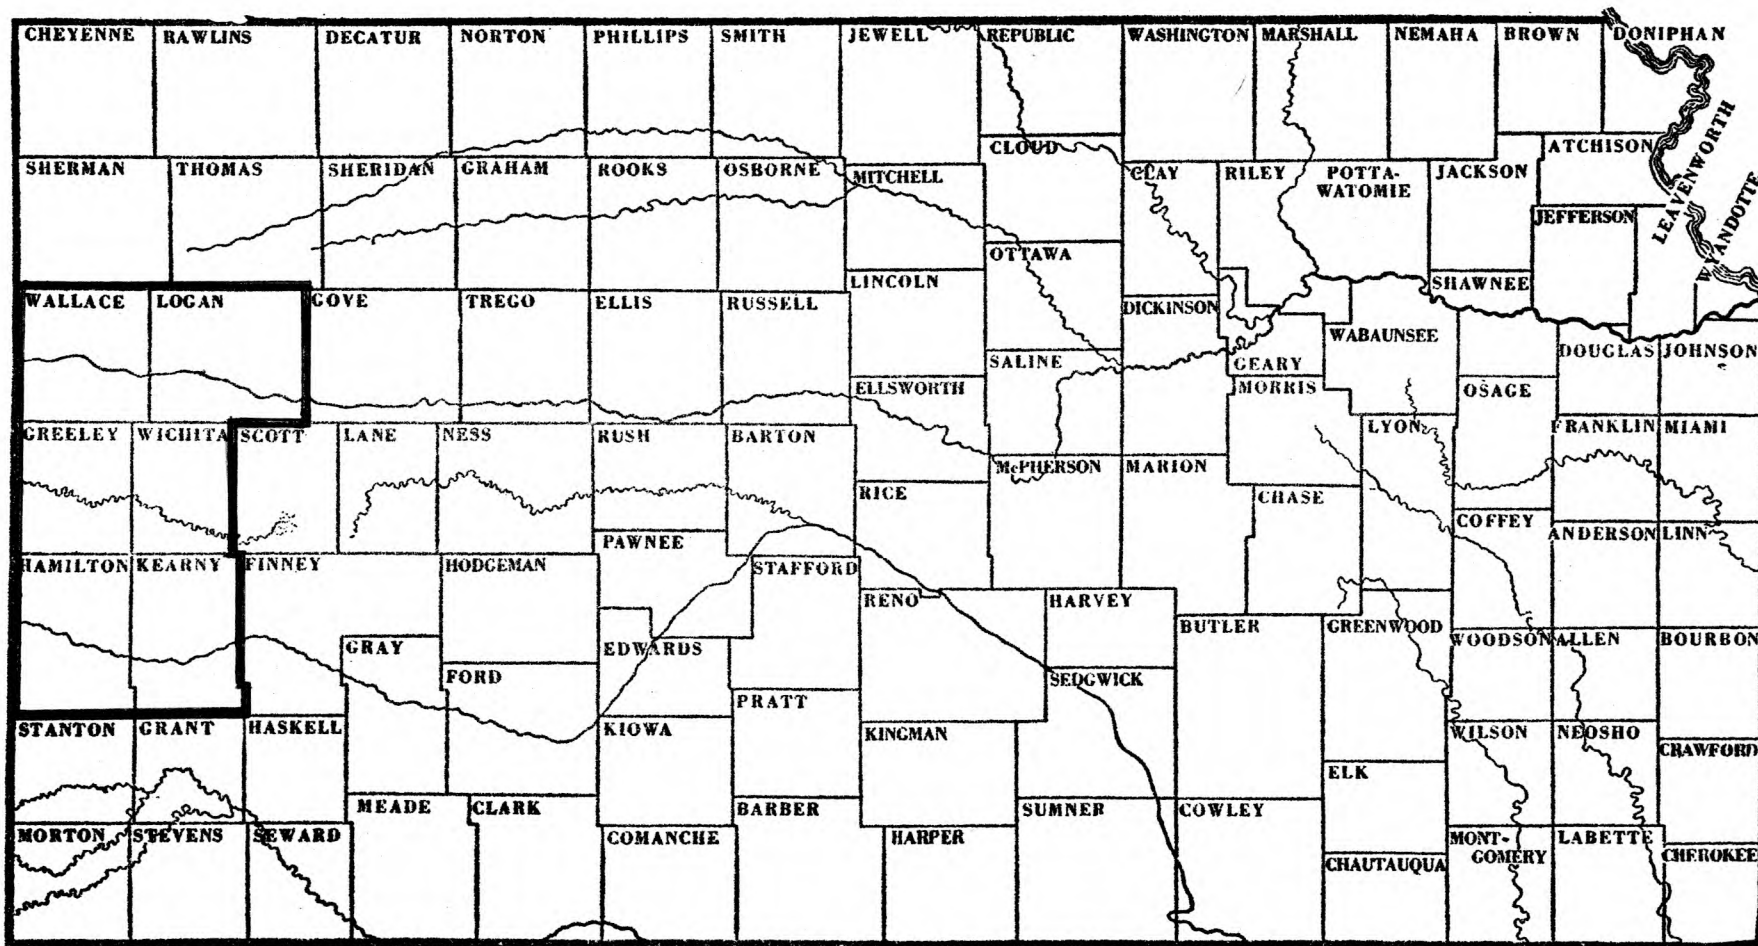 CHEYENNE RAWLINS DECATUR NORTON PHILLIPS SMITH JEWELL REPUBLIC WASHINGTON MARSHALL NEMAHA BROWN DONIPHAN
CLOUD ATCHISON
SHERMAN THOMAS SHERIDAN GRAHAM ROOKS OSBORNE MITCHELL CLAY RILEY POTTA-
WATOMIE JACKSON
LEAVENWORTH
WYANDOTTE
JEFFERSON
OTTAWA
LINCOLN SHAWNEE
WALLACE LOGAN GOVE TREGO ELLIS RUSSELL DICKINSON
WABAUNSEE
SALINE GEARY DOUGLAS JOHNSON
ELLSWORTH MORRIS OSAGE
GREELEY WICHITA SCOTT LANE NESS RUSH BARTON LYON FRANKLIN MIAMI
McPHERSON MARION
RICE CHASE
COFFEY
PAWNEE ANDERSON LINN
HAMILTON KEARNY FINNEY HODGEMAN STAFFORD
RENO HARVEY
BUTLER GREENWOOD
GRAY EDWARDS WOODSON ALLEN BOURBON
FORD SEDGWICK
PRATT
STANTON GRANT HASKELL KIOWA KINGMAN WILSON NEOSHO
CRAWFORD
ELK
MEADE CLARK BARBER SUMNER COWLEY
MORTON STEVENS SEWARD COMANCHE HARPER MONT-
GOMERY LABETTE
CHAUTAUQUA CHEROKEE